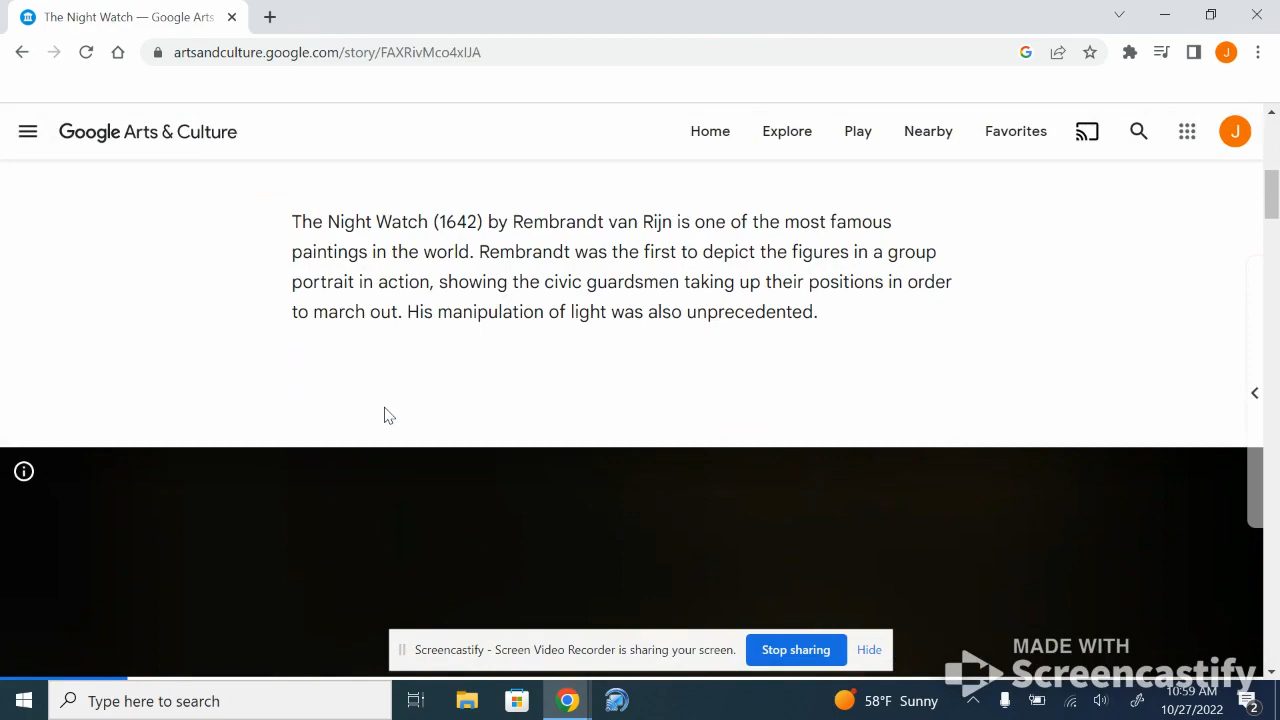 The Night Watch — Google Arts
artsandculture.google.com/story/FAXRivMco4xIJA
J
Google Arts & Culture
Home Explore Play Nearby Favorites
J
The Night Watch (1642) by Rembrandt van Rijn is one of the most famous
paintings in the world. Rembrandt was the first to depict the figures in a group
portrait in action, showing the civic guardsmen taking up their positions in order
to march out. His manipulation of light was also unprecedented.
Screencastify - Screen Video Recorder is sharing your screen. Stop sharing Hide
MADE WITH
Screencastify
Type here to search
58°F Sunny
10:59 AM
10/27/2022
2